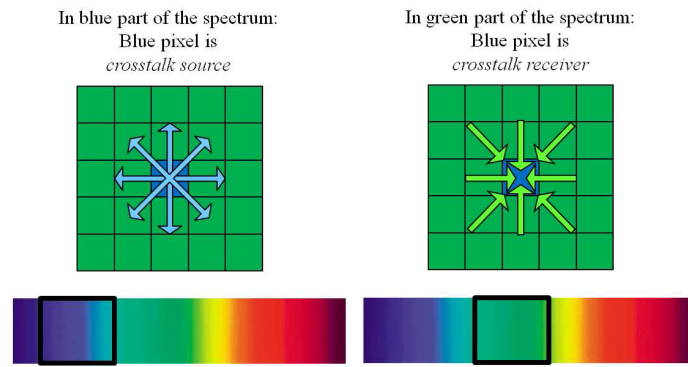 In blue part of the spectrum:
Blue pixel is
crosstalk source
In green part of the spectrum:
Blue pixel is
crosstalk receiver